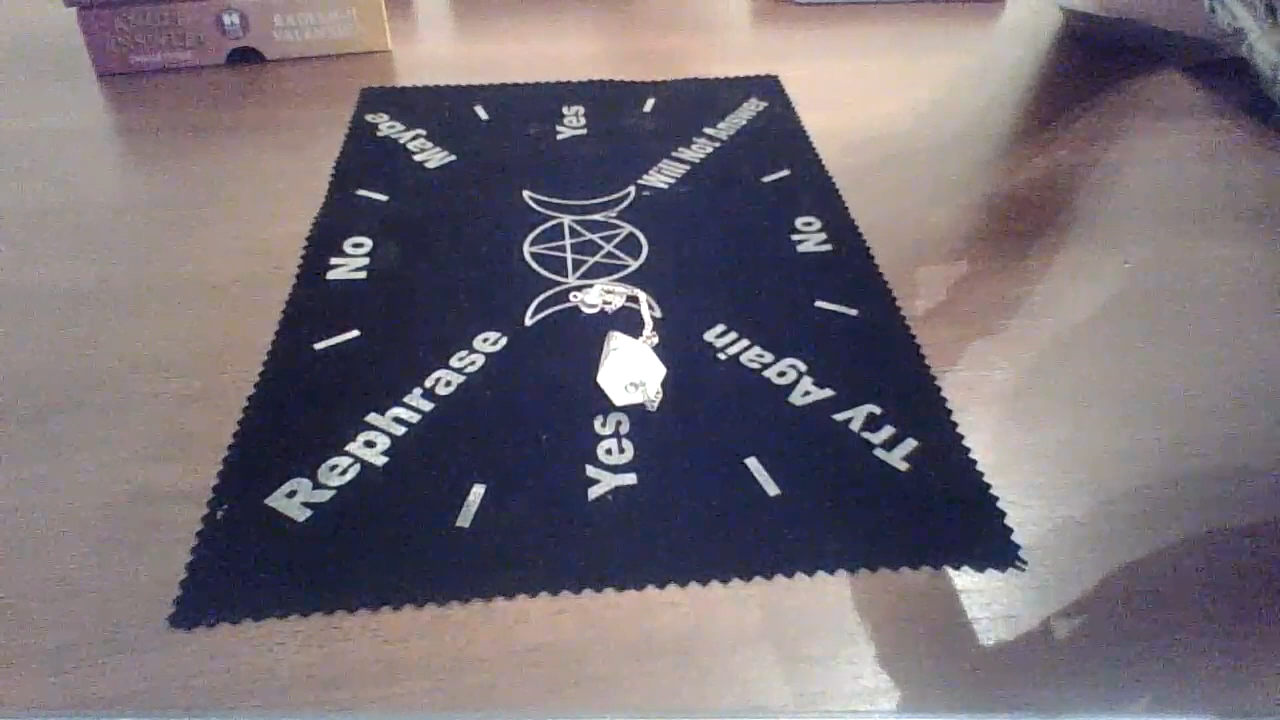 Maybe
Yes
Will Not Answer
No
No
Rephrase
Yes
Try Again